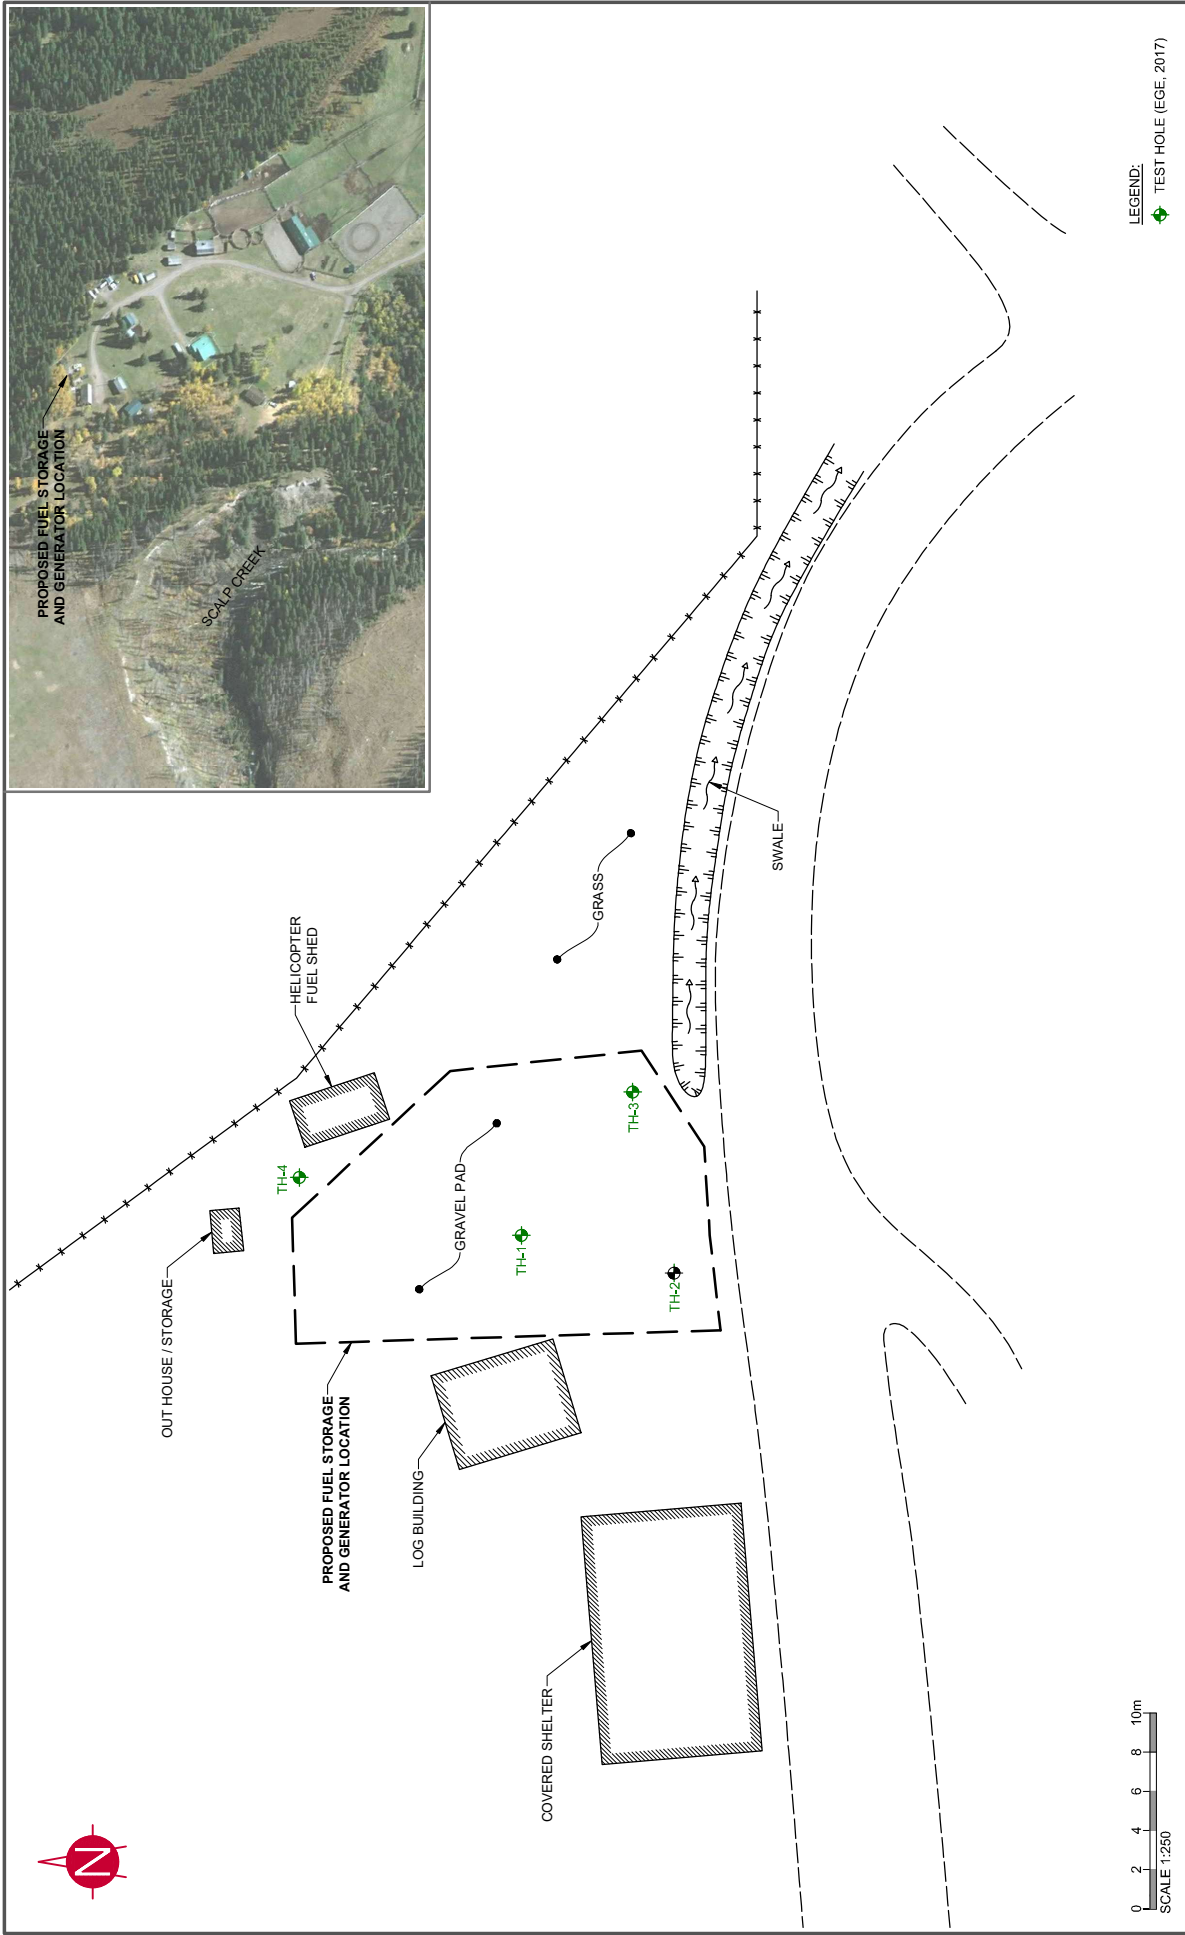 PROPOSED FUEL STORAGE
AND GENERATOR LOCATION
SCALP CREEK
N
OUT HOUSE / STORAGE
HELICOPTER
FUEL SHED
TH-4
GRAVEL PAD
GRASS
TH-1
TH-3
TH-2
SWALE
PROPOSED FUEL STORAGE
AND GENERATOR LOCATION
LOG BUILDING
COVERED SHELTER
0 2 4 6 8 10m
SCALE 1:250
LEGEND:
TEST HOLE (EGE, 2017)